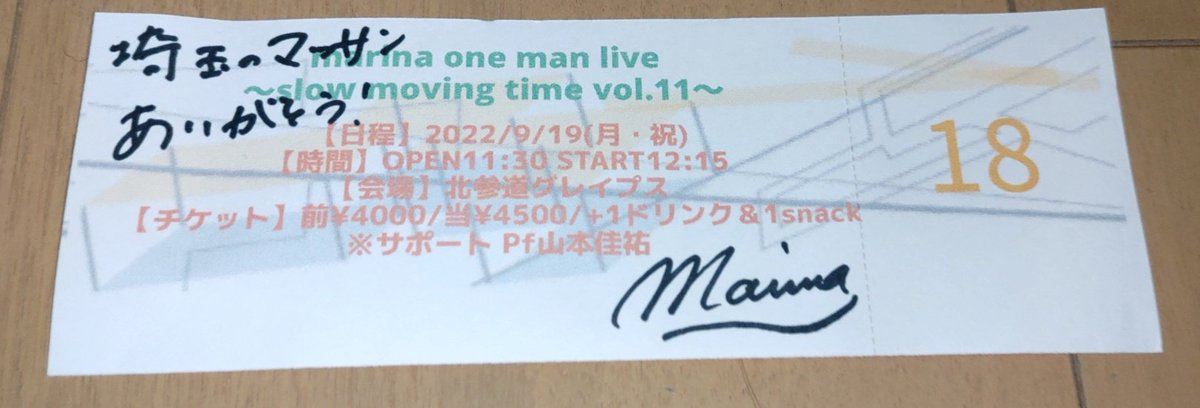 埼玉のマーサン
ありがとう!
marina one man live
～slow moving time vol.11～
【日程】2022/9/19(月・祝)
【時間】OPEN11:30 START12:15
【会場】北参道グレイプス
【チケット】前¥4000/当¥4500/+1ドリンク&1snack
※サポート Pf山本佳祐
18
Marina